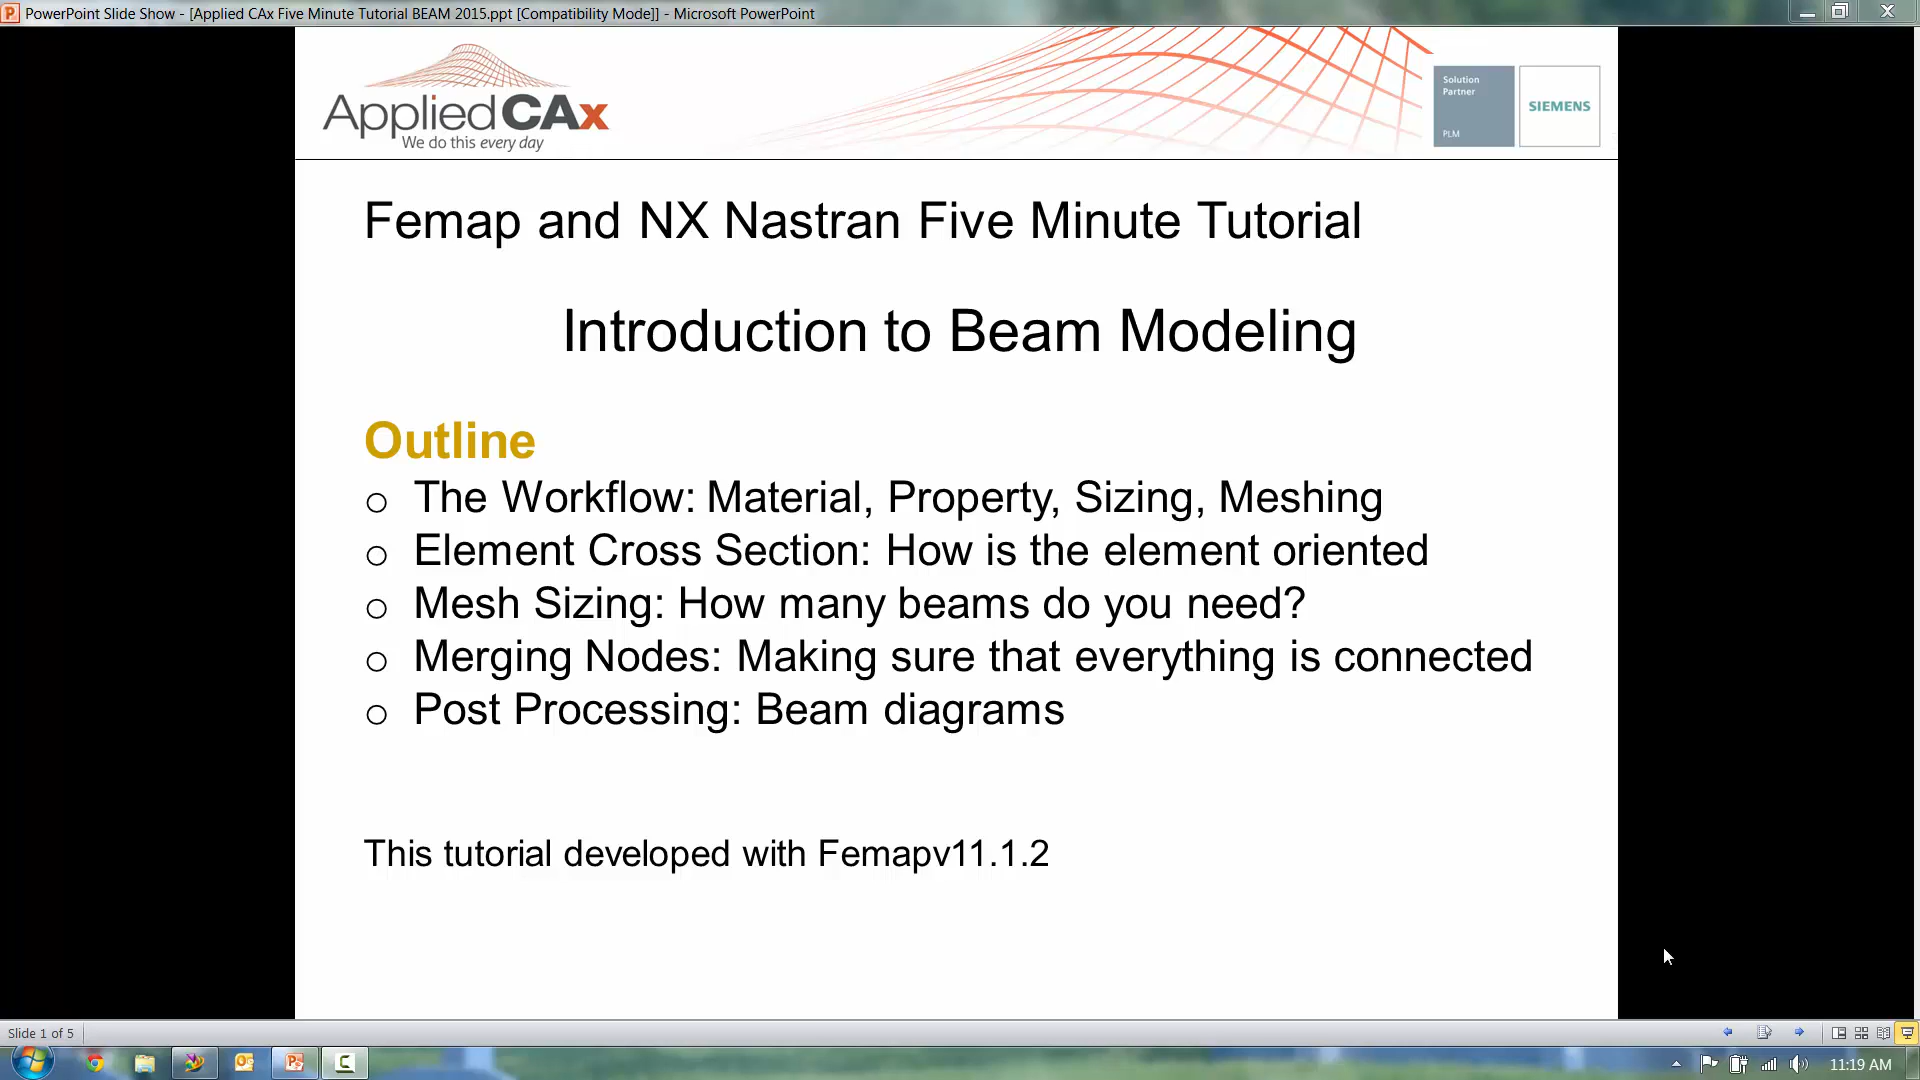 PowerPoint Slide Show - [Applied CAx Five Minute Tutorial BEAM 2015.ppt [Compatibility Mode]] - Microsoft PowerPoint
AppliedCAx
We do this every day
Solution
Partner
PLM
SIEMENS
Femap and NX Nastran Five Minute Tutorial
Introduction to Beam Modeling
Outline
o The Workflow: Material, Property, Sizing, Meshing
o Element Cross Section: How is the element oriented
o Mesh Sizing: How many beams do you need?
o Merging Nodes: Making sure that everything is connected
o Post Processing: Beam diagrams
This tutorial developed with Femapv11.1.2
Slide 1 of 5
11:19 AM